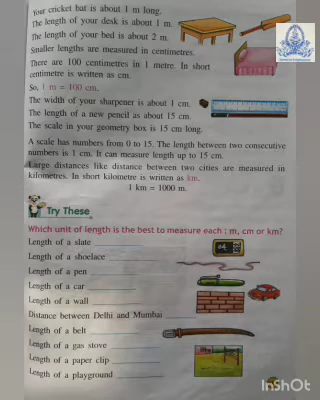 Your cricket bat is about 1 m long.
The length of your desk is about 1 m.
The length of your bed is about 2 m.
Smaller lengths are measured in centimetres.
There are 100 centimetres in 1 metre. In short
centimetre is written as cm.
So, 1 m = 100 cm.
The width of your sharpener is about 1 cm.
The length of a new pencil as about 15 cm.
The scale in your geometry box is 15 cm long.
A scale has numbers from 0 to 15. The length between two consecutive
numbers is 1 cm. It can measure length up to 15 cm.
Large distances like distance between two cities are measured in
kilometres. In short kilometre is written as km.
1 km = 1000 m.
Try These
Which unit of length is the best to measure each : m, cm or km?
Length of a slate
Length of a shoelace
Length of a pen
Length of a car
Length of a wall
Distance between Delhi and Mumbai
Length of a belt
Length of a gas stove
Length of a paper clip
Length of a playground
InShOt